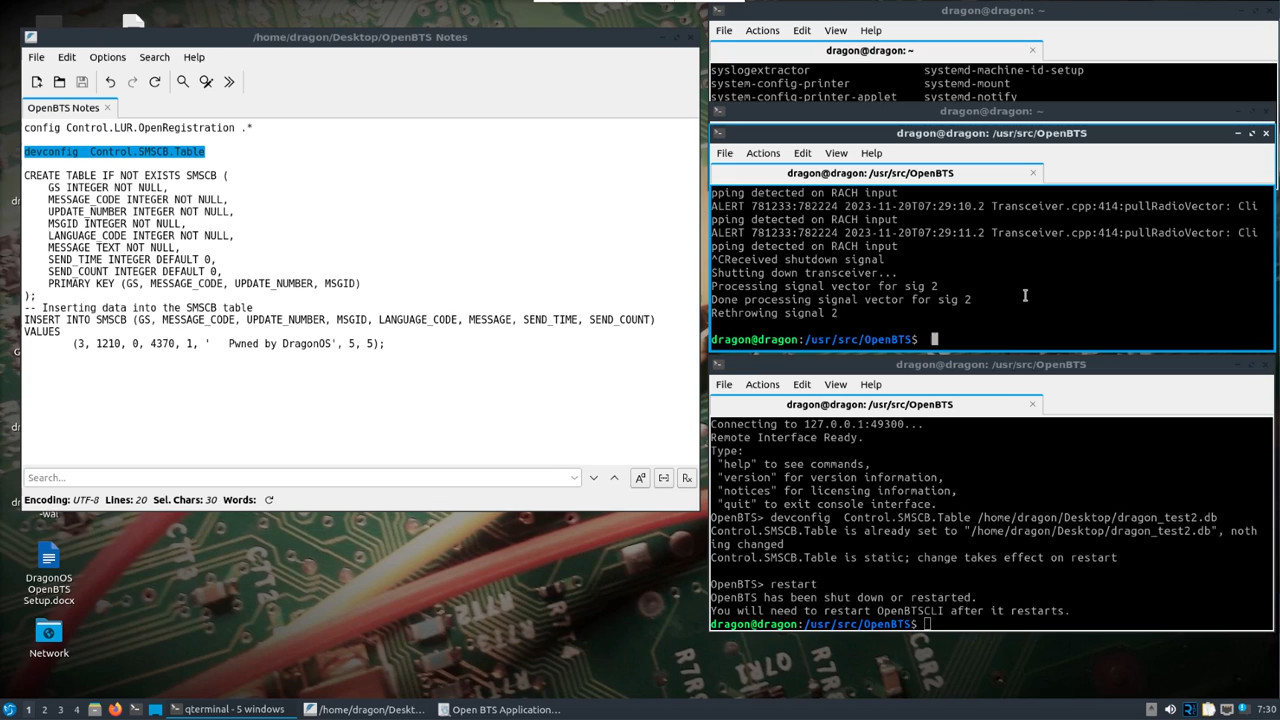 /home/dragon/Desktop/OpenBTS Notes
File Edit Options Search Help
OpenBTS Notes
config Control.LUR.OpenRegistration .*
devconfig  Control.SMSCB.Table
CREATE TABLE IF NOT EXISTS SMSCB (
GS INTEGER NOT NULL,
MESSAGE_CODE INTEGER NOT NULL,
UPDATE_NUMBER INTEGER NOT NULL,
MSGID INTEGER NOT NULL,
LANGUAGE_CODE INTEGER NOT NULL,
MESSAGE TEXT NOT NULL,
SEND_TIME INTEGER DEFAULT 0,
SEND_COUNT INTEGER DEFAULT 0,
PRIMARY KEY (GS, MESSAGE_CODE, UPDATE_NUMBER, MSGID)
);
-- Inserting data into the SMSCB table
INSERT INTO SMSCB (GS, MESSAGE_CODE, UPDATE_NUMBER, MSGID, LANGUAGE_CODE, MESSAGE, SEND_TIME, SEND_COUNT)
VALUES
(3, 1210, 0, 4370, 1, '   Pwned by DragonOS', 5, 5);
Search...
Encoding: UTF-8 Lines: 20 Sel. Chars: 30 Words:
-wal
DragonOS
OpenBTS
Setup.docx
Network
dragon@dragon: ~
File Actions Edit View Help
dragon@dragon: ~
syslogextractor systemd-machine-id-setup
system-config-printer systemd-mount
system-config-printer-applet systemd-notify
dragon@dragon: ~
dragon@dragon: /usr/src/OpenBTS
File Actions Edit View Help
dragon@dragon: /usr/src/OpenBTS
pping detected on RACH input
ALERT 781233:782224 2023-11-20T07:29:10.2 Transceiver.cpp:414:pullRadioVector: Cli
pping detected on RACH input
ALERT 781233:782224 2023-11-20T07:29:11.2 Transceiver.cpp:414:pullRadioVector: Cli
pping detected on RACH input
^CReceived shutdown signal
Shutting down transceiver...
Processing signal vector for sig 2
Done processing signal vector for sig 2
Rethrowing signal 2
dragon@dragon:/usr/src/OpenBTS$
dragon@dragon: /usr/src/OpenBTS
File Actions Edit View Help
dragon@dragon: /usr/src/OpenBTS
Connecting to 127.0.0.1:49300...
Remote Interface Ready.
Type:
"help" to see commands,
"version" for version information,
"notices" for licensing information,
"quit" to exit console interface.
OpenBTS> devconfig  Control.SMSCB.Table /home/dragon/Desktop/dragon_test2.db
Control.SMSCB.Table is already set to "/home/dragon/Desktop/dragon_test2.db", noth
ing changed
Control.SMSCB.Table is static; change takes effect on restart
OpenBTS> restart
OpenBTS has been shut down or restarted.
You will need to restart OpenBTSCLI after it restarts.
dragon@dragon:/usr/src/OpenBTS$
1 2 3 4 qterminal - 5 windows /home/dragon/Deskt... Open BTS Application... 7:30